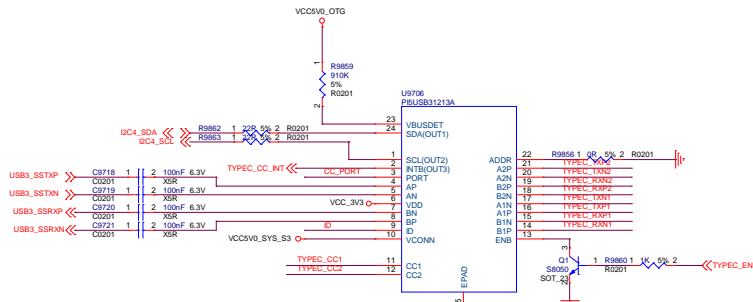 VCC5V0_OTG
1
R9859
910K
5%
R0201
2
U9706
PI5USB31213A
I2C4_SDA R9862 1 22R 5% 2 R0201
I2C4_SCL R9863 1 22R 5% 2 R0201
23 VBUSDET
24 SDA(OUT1)
1 SCL(OUT2)
TYPEC_CC_INT 2 INTB(OUT3)
CC_PORT 3 PORT
4 AP
5 AN
VCC_3V3 6 VDD
7 BN
8 BP
ID 9 ID
VCC5V0_SYS_S3 10 VCONN
TYPEC_CC1 11 CC1
TYPEC_CC2 12 CC2
USB3_SSTXP C9718 1 2 100nF 6.3V
C0201 X5R
USB3_SSTXN C9719 1 2 100nF 6.3V
C0201 X5R
USB3_SSRXP C9720 1 2 100nF 6.3V
C0201 X5R
USB3_SSRXN C9721 1 2 100nF 6.3V
C0201 X5R
ADDR 22 R9856 1 0R 5% 2 R0201
A2P 21 TYPEC_TXP2
A2N 20 TYPEC_TXN2
B2N 19 TYPEC_RXN2
B2P 18 TYPEC_RXP2
A1N 17 TYPEC_TXN1
A1P 16 TYPEC_TXP1
B1P 15 TYPEC_RXP1
B1N 14 TYPEC_RXN1
ENB 13
EPAD
3
Q1
S8050
SOT_23
2
1 R9860 1 1K 5% 2
R0201
TYPEC_EN